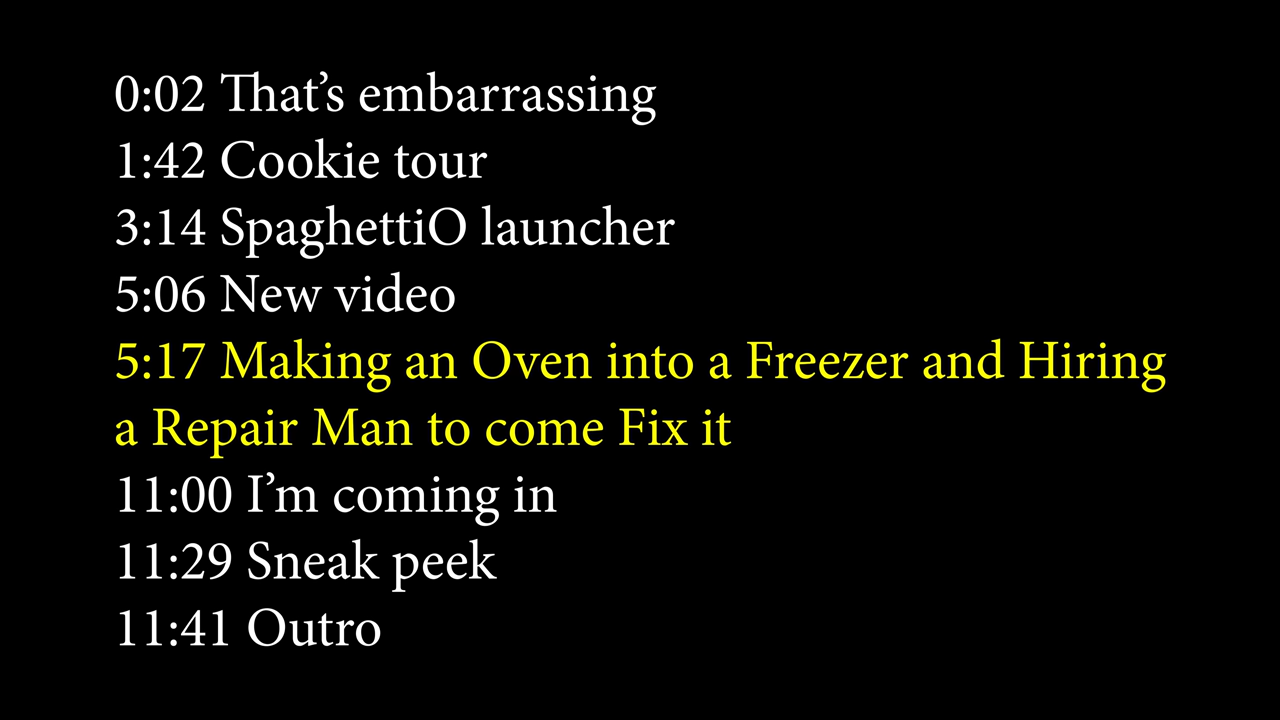 0:02 That’s embarrassing
1:42 Cookie tour
3:14 SpaghettiO launcher
5:06 New video
5:17 Making an Oven into a Freezer and Hiring
a Repair Man to come Fix it
11:00 I’m coming in
11:29 Sneak peek
11:41 Outro